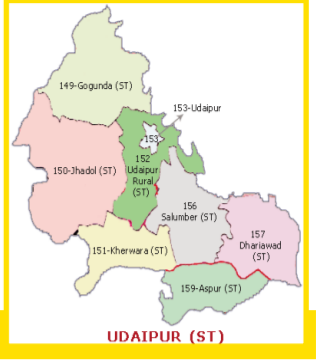 149-Gogunda (ST)
153-Udaipur
153
150-Jhadol (ST)
152
Udaipur
Rural
(ST)
156
Salumber (ST)
157
Dhariawad
(ST)
151-Kherwara (ST)
159-Aspur (ST)
UDAIPUR (ST)